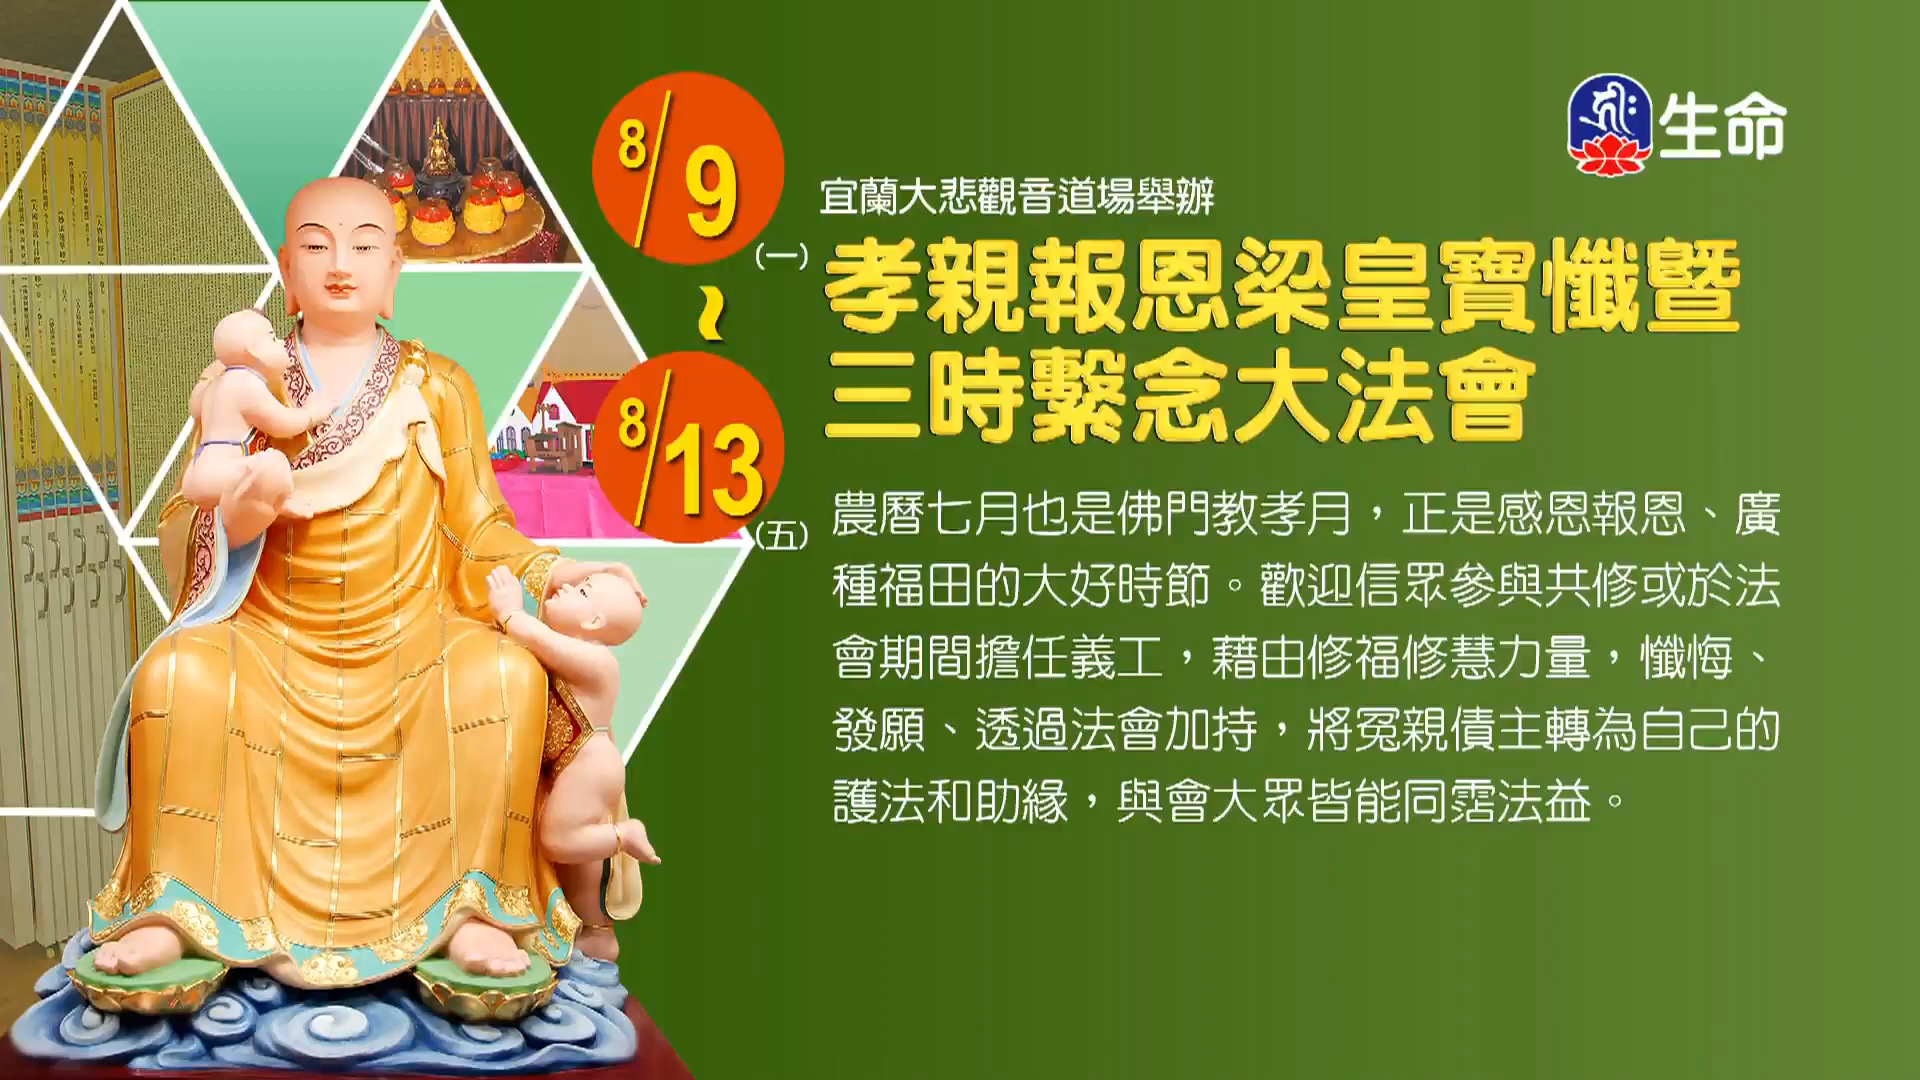 生命
8/9
(一)
~
8/13
(五)
宜蘭大悲觀音道場舉辦
孝親報恩梁皇寶懺暨
三時繫念大法會
農曆七月也是佛門教孝月，正是感恩報恩、廣
種福田的大好時節。歡迎信眾參與共修或於法
會期間擔任義工，藉由修福修慧力量，懺悔、
發願、透過法會加持，將冤親債主轉為自己的
護法和助緣，與會大眾皆能同霑法益。